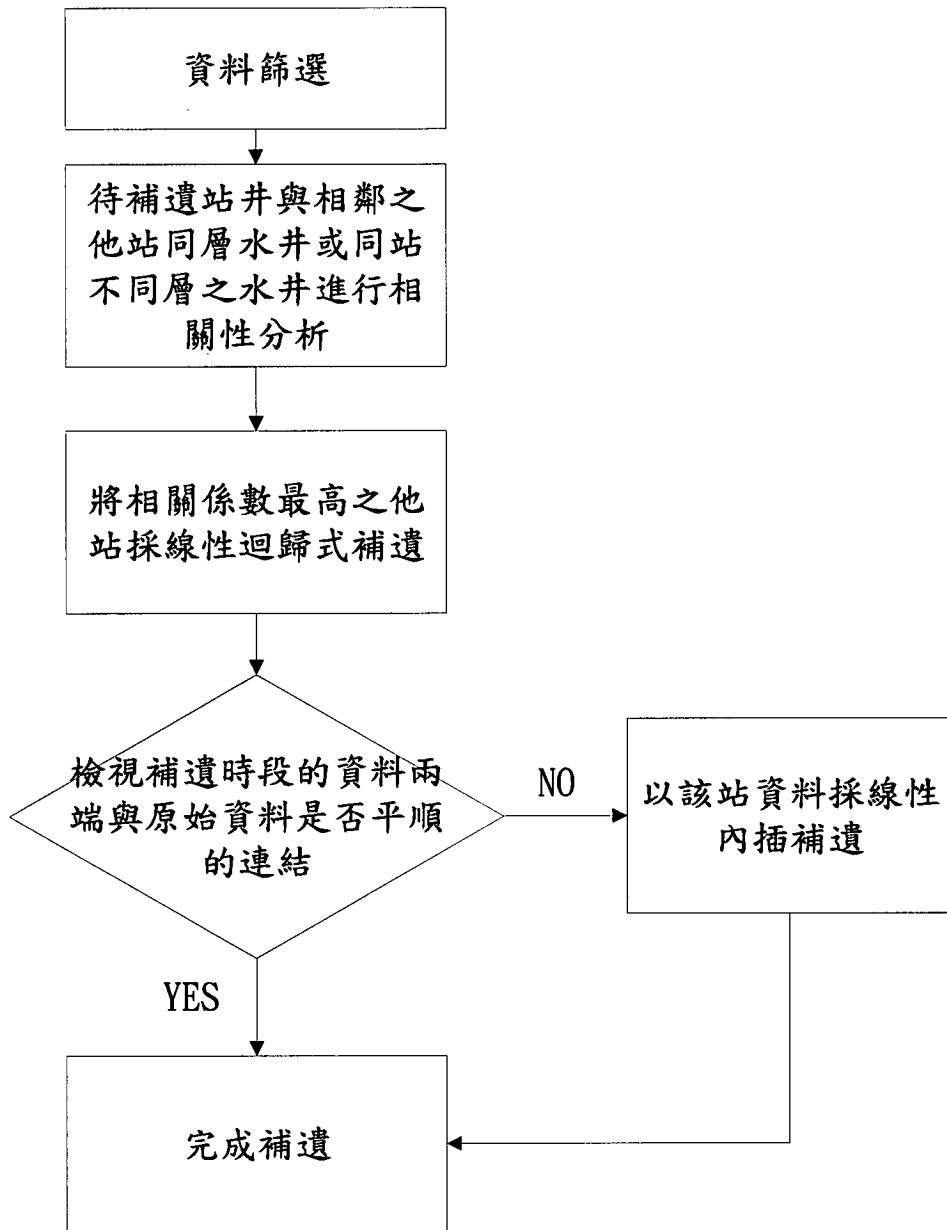 資料篩選
待補遺站井與相鄰之
他站同層水井或同站
不同層之水井進行相
關性分析
將相關係數最高之他
站採線性迴歸式補遺
檢視補遺時段的資料兩
端與原始資料是否平順
的連結
NO
以該站資料採線性
內插補遺
YES
完成補遺